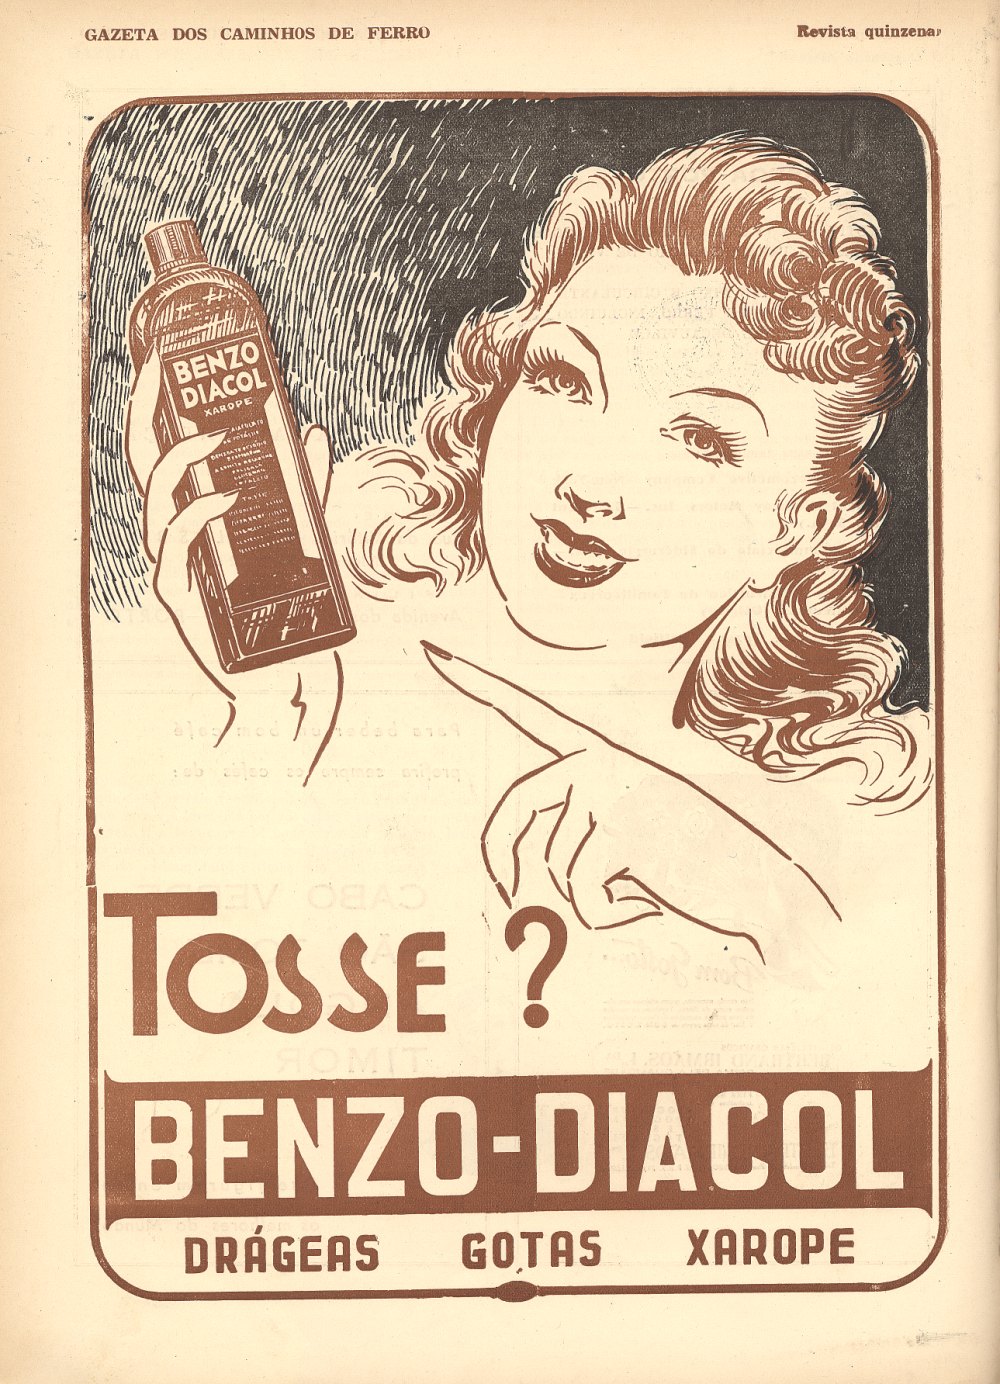 GAZETA DOS CAMINHOS DE FERRO
Revista quinzenal
BENZO
DIACOL
XAROPE
TOSSE ?
BENZO-DIACOL
DRÁGEAS GOTAS XAROPE